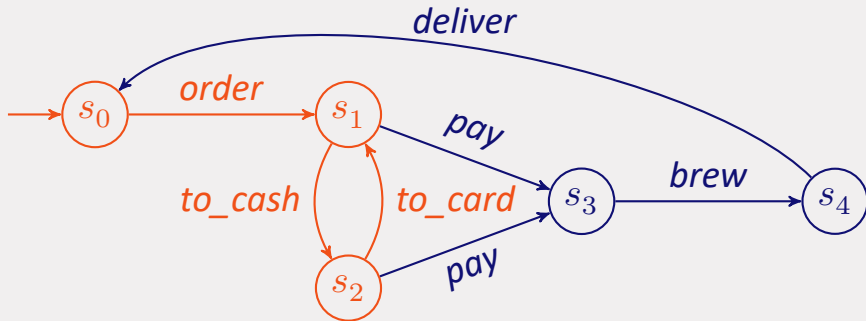 deliver
order
s0
s1
pay
to_cash
to_card
s3
brew
s4
pay
s2